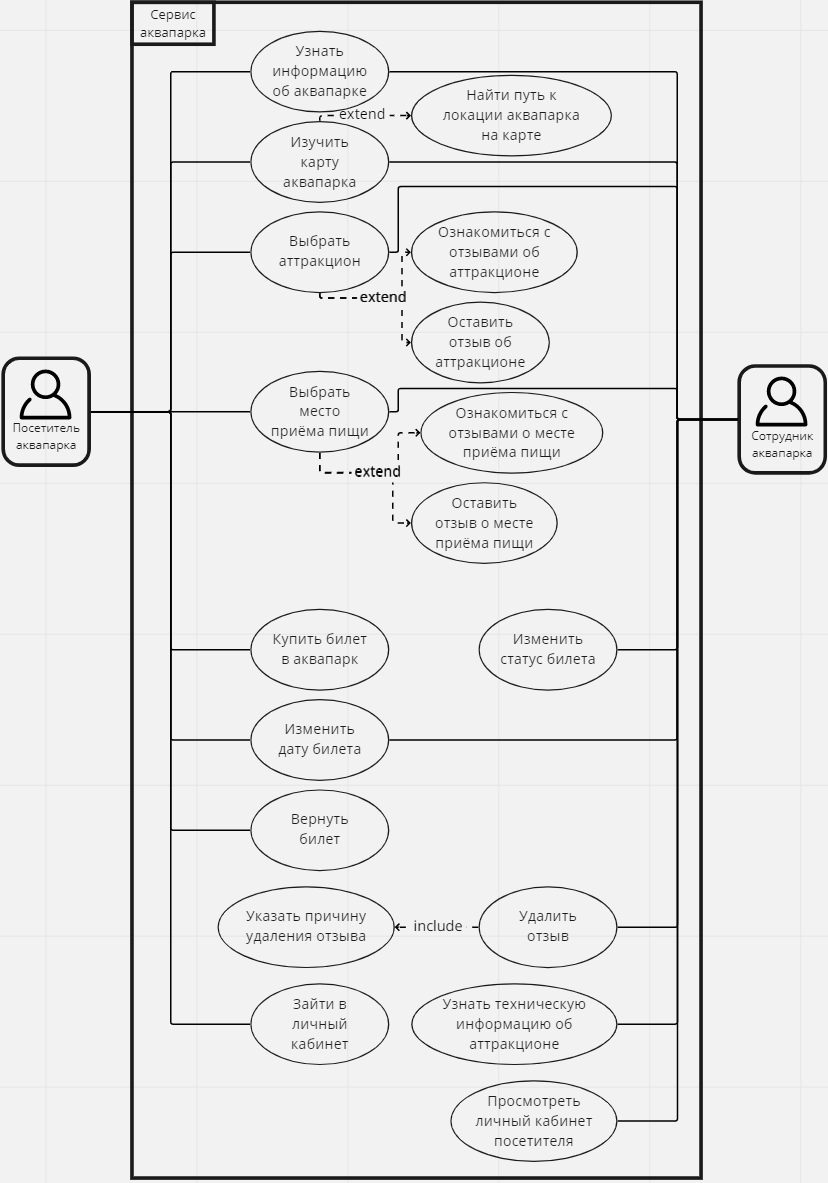 Сервис
аквапарка
Узнать
информацию
об аквапарке
extend
Найти путь к
локации аквапарка
на карте
Изучить
карту
аквапарка
Выбрать
аттракцион
Ознакомиться с
отзывами об
аттракционе
extend
Оставить
отзыв об
аттракционе
Посетитель
аквапарка
Выбрать
место
приёма пищи
Сотрудник
аквапарка
Ознакомиться с
отзывами о месте
приёма пищи
extend
Оставить
отзыв о месте
приёма пищи
Купить билет
в аквапарк
Изменить
статус билета
Изменить
дату билета
Вернуть
билет
Указать причину
удаления отзыва
include
Удалить
отзыв
Зайти в
личный
кабинет
Узнать техническую
информацию об
аттракционе
Просмотреть
личный кабинет
посетителя